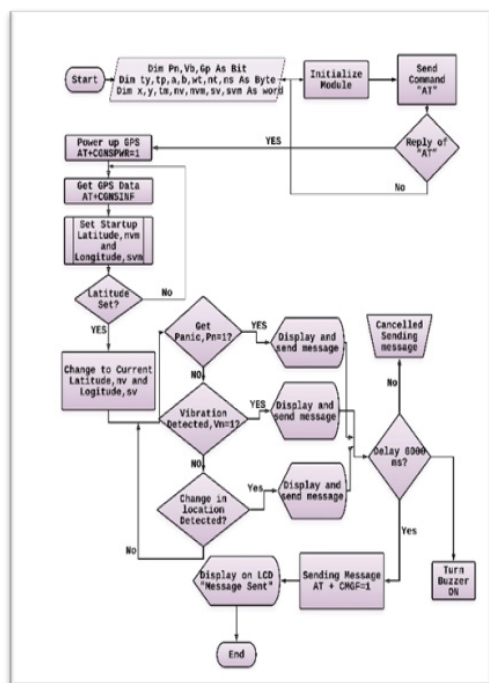 Start
Dim Pn,Vb,Gp As Bit
Dim ty,tp,a,b,wt,nt,ns As Byte
Dim x,y,tm,nv,nvm,sv,svm As word
Initialize
Module
Send
Command
"AT"
Reply of
"AT"
YES
No
Power up GPS
AT+CGNSPWR=1
Get GPS Data
AT+CGNSINF
Set Startup
Latitude,nvm
and
Longitude,svm
Latitude
Set?
No
YES
Change to Current
Latitude,nv and
Logitude,sv
Get
Panic,Pn=1?
YES
Display and
send message
NO
Vibration
Detected,Vm=1?
YES
Display and
send message
NO
Change in
location
Detected?
Yes
Display and
send message
No
Cancelled
Sending
message
No
Delay 8000
ms?
Yes
Turn
Buzzer
ON
Sending Message
AT + CMGF=1
Display on LCD
"Message Sent"
End